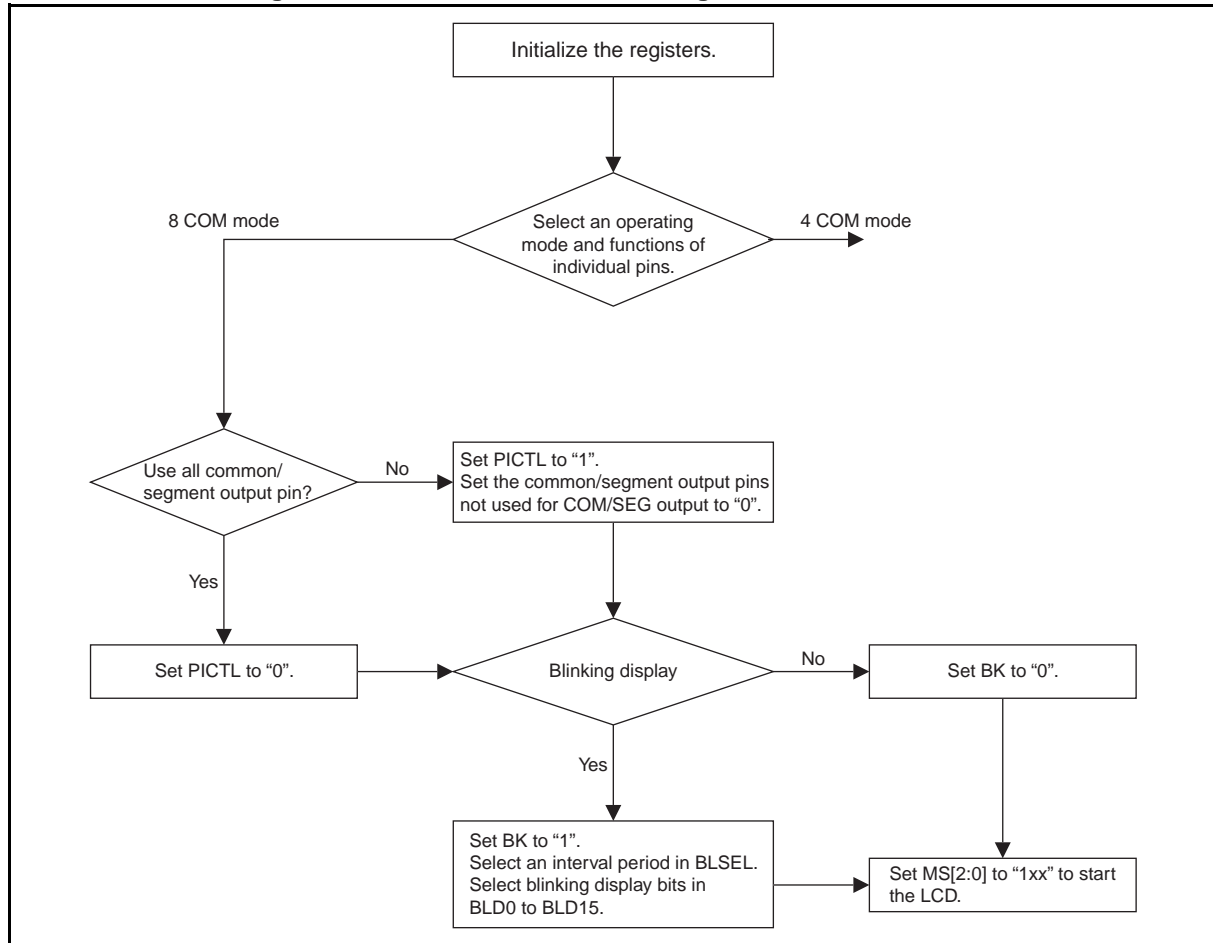 Initialize the registers.
8 COM mode
Select an operating
mode and functions of
individual pins.
4 COM mode
Use all common/
segment output pin?
No
Set PICTL to “1”.
Set the common/segment output pins
not used for COM/SEG output to “0”.
Yes
Set PICTL to “0”.
Blinking display
No
Set BK to “0”.
Yes
Set BK to “1”.
Select an interval period in BLSEL.
Select blinking display bits in
BLD0 to BLD15.
Set MS[2:0] to “1xx” to start
the LCD.